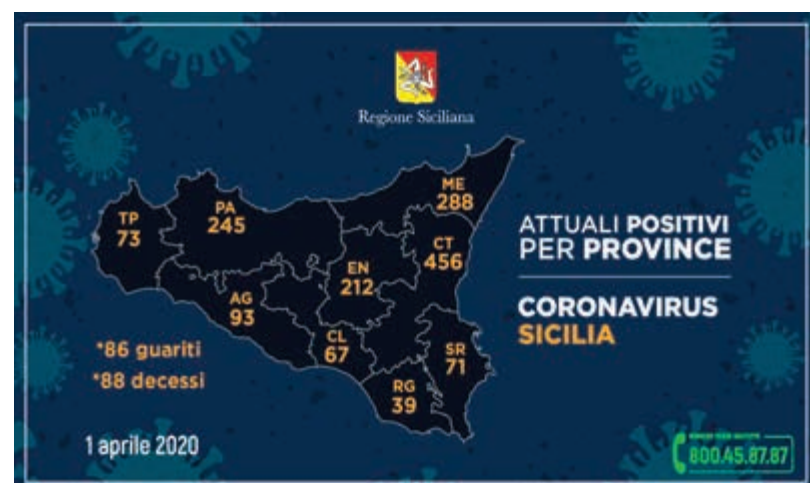 Regione Siciliana
ME
288
PA
245
TP
73
CT
456
EN
212
AG
93
CL
67
SR
71
RG
39
ATTUALI POSITIVI
PER PROVINCE
CORONAVIRUS
SICILIA
*86 guariti
*88 decessi
1 aprile 2020
800.45.87.87